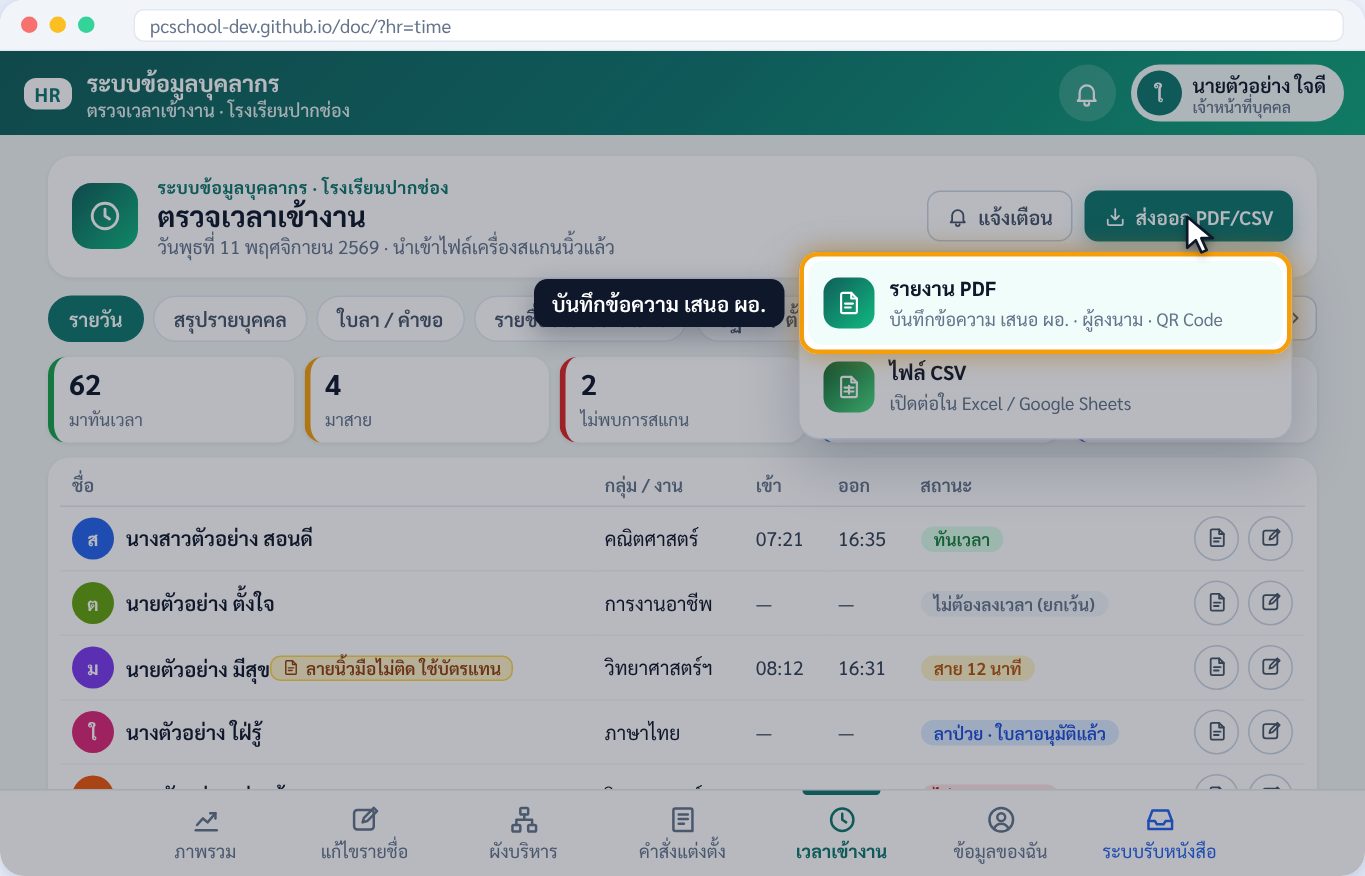 pcschool-dev.github.io/doc/?hr=time
HR
ระบบข้อมูลบุคลากร
ตรวจเวลาเข้างาน · โรงเรียนปากช่อง
ใ
นายตัวอย่าง ใจดี
เจ้าหน้าที่บุคคล
ระบบข้อมูลบุคลากร · โรงเรียนปากช่อง
ตรวจเวลาเข้างาน
วันพุธที่ 11 พฤศจิกายน 2569 · นำเข้าไฟล์เครื่องสแกนนิ้วแล้ว
แจ้งเตือน
ส่งออก PDF/CSV
รายงาน PDF
บันทึกข้อความ เสนอ ผอ. · ผู้ลงนาม · QR Code
ไฟล์ CSV
เปิดต่อใน Excel / Google Sheets
บันทึกข้อความ เสนอ ผอ.
รายวัน
สรุปรายบุคคล
ใบลา / คำขอ
62
มาทันเวลา
4
มาสาย
2
ไม่พบการสแกน
ชื่อ กลุ่ม / งาน เข้า ออก สถานะ
ส นางสาวตัวอย่าง สอนดี คณิตศาสตร์ 07:21 16:35 ทันเวลา
ต นายตัวอย่าง ตั้งใจ การงานอาชีพ — — ไม่ต้องลงเวลา (ยกเว้น)
ม นายตัวอย่าง มีสุข ลายนิ้วมือไม่ติด ใช้บัตรแทน วิทยาศาสตร์ฯ 08:12 16:31 สาย 12 นาที
ใ นางตัวอย่าง ใฝ่รู้ ภาษาไทย — — ลาป่วย · ใบลาอนุมัติแล้ว
ภาพรวม
แก้ไขรายชื่อ
ผังบริหาร
คำสั่งแต่งตั้ง
เวลาเข้างาน
ข้อมูลของฉัน
ระบบรับหนังสือ